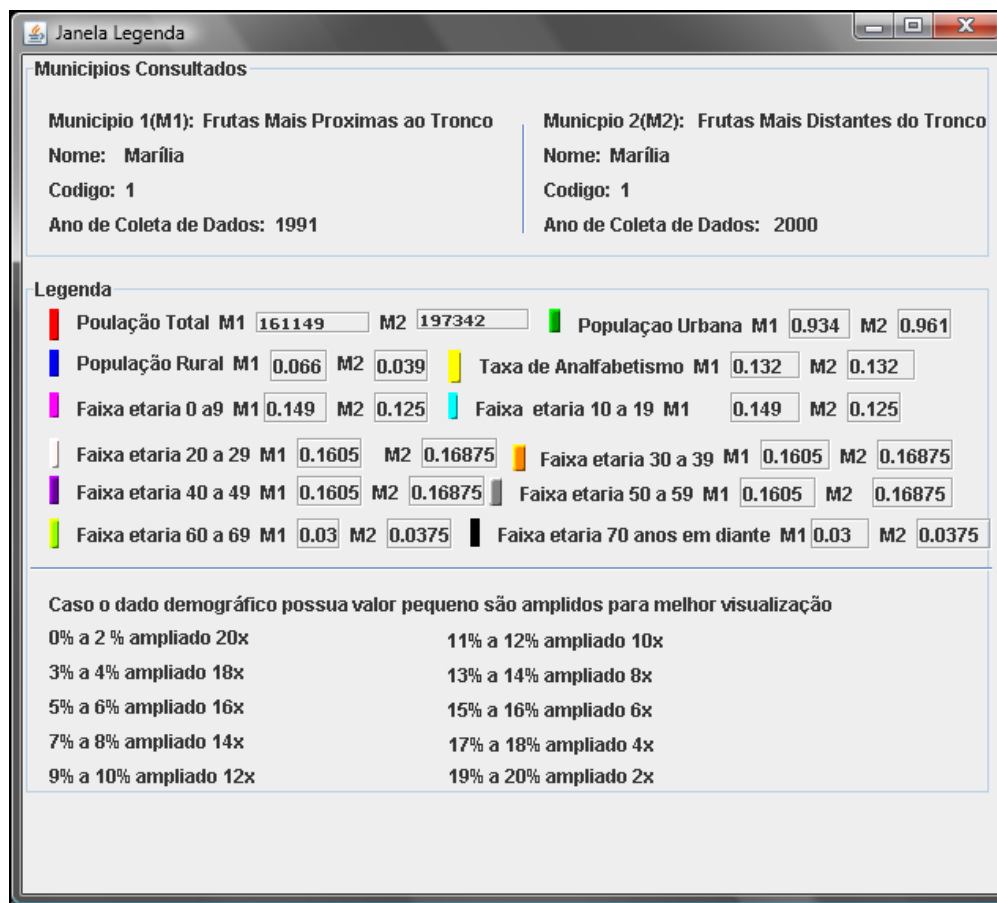 Janela Legenda
Municipios Consultados
Municipio 1(M1): Frutas Mais Proximas ao Tronco
Nome: Marília
Codigo: 1
Ano de Coleta de Dados: 1991
Municpio 2(M2): Frutas Mais Distantes do Tronco
Nome: Marília
Codigo: 1
Ano de Coleta de Dados: 2000
Legenda
Poulação Total M1 161149 M2 197342 Populaçao Urbana M1 0.934 M2 0.961
População Rural M1 0.066 M2 0.039 Taxa de Analfabetismo M1 0.132 M2 0.132
Faixa etaria 0 a9 M1 0.149 M2 0.125 Faixa etaria 10 a 19 M1 0.149 M2 0.125
Faixa etaria 20 a 29 M1 0.1605 M2 0.16875 Faixa etaria 30 a 39 M1 0.1605 M2 0.16875
Faixa etaria 40 a 49 M1 0.1605 M2 0.16875 Faixa etaria 50 a 59 M1 0.1605 M2 0.16875
Faixa etaria 60 a 69 M1 0.03 M2 0.0375 Faixa etaria 70 anos em diante M1 0.03 M2 0.0375
Caso o dado demográfico possua valor pequeno são amplidos para melhor visualização
0% a 2 % ampliado 20x
3% a 4% ampliado 18x
5% a 6% ampliado 16x
7% a 8% ampliado 14x
9% a 10% ampliado 12x
11% a 12% ampliado 10x
13% a 14% ampliado 8x
15% a 16% ampliado 6x
17% a 18% ampliado 4x
19% a 20% ampliado 2x